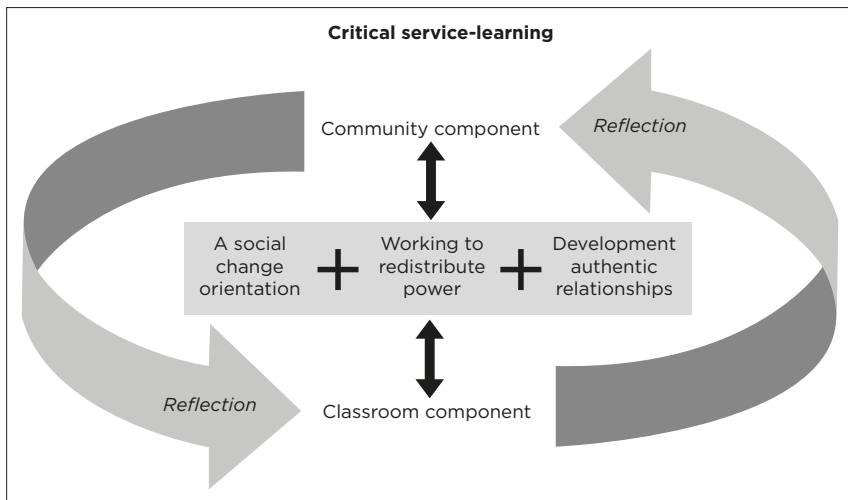 Critical service-learning
Community component
Reflection
A social
change
orientation
+
Working to
redistribute
power
+
Development
authentic
relationships
Reflection
Classroom component